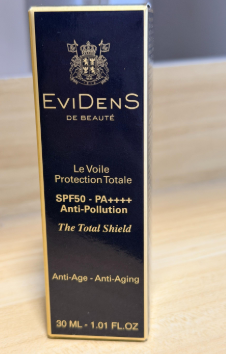 EviDenS
DE BEAUTÉ
Le Voile
Protection Totale
SPF50 - PA++++
Anti-Pollution
The Total Shield
Anti-Age - Anti-Aging
30 ML - 1.01 FL.OZ